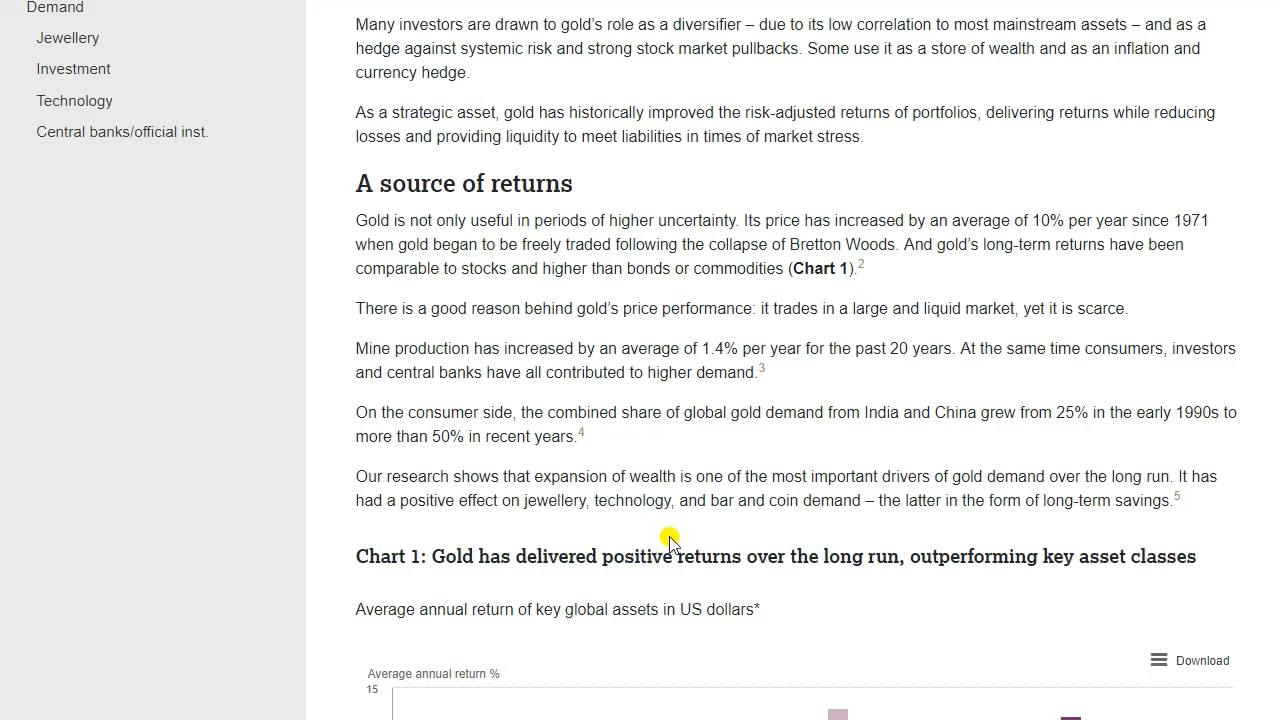 Demand
Jewellery
Investment
Technology
Central banks/official inst.
Many investors are drawn to gold’s role as a diversifier – due to its low correlation to most mainstream assets – and as a
hedge against systemic risk and strong stock market pullbacks. Some use it as a store of wealth and as an inflation and
currency hedge.
As a strategic asset, gold has historically improved the risk-adjusted returns of portfolios, delivering returns while reducing
losses and providing liquidity to meet liabilities in times of market stress.
A source of returns
Gold is not only useful in periods of higher uncertainty. Its price has increased by an average of 10% per year since 1971
when gold began to be freely traded following the collapse of Bretton Woods. And gold’s long-term returns have been
comparable to stocks and higher than bonds or commodities (Chart 1).2
There is a good reason behind gold’s price performance: it trades in a large and liquid market, yet it is scarce.
Mine production has increased by an average of 1.4% per year for the past 20 years. At the same time consumers, investors
and central banks have all contributed to higher demand.3
On the consumer side, the combined share of global gold demand from India and China grew from 25% in the early 1990s to
more than 50% in recent years.4
Our research shows that expansion of wealth is one of the most important drivers of gold demand over the long run. It has
had a positive effect on jewellery, technology, and bar and coin demand – the latter in the form of long-term savings.5
Chart 1: Gold has delivered positive returns over the long run, outperforming key asset classes
Average annual return of key global assets in US dollars*
Download
Average annual return %
15